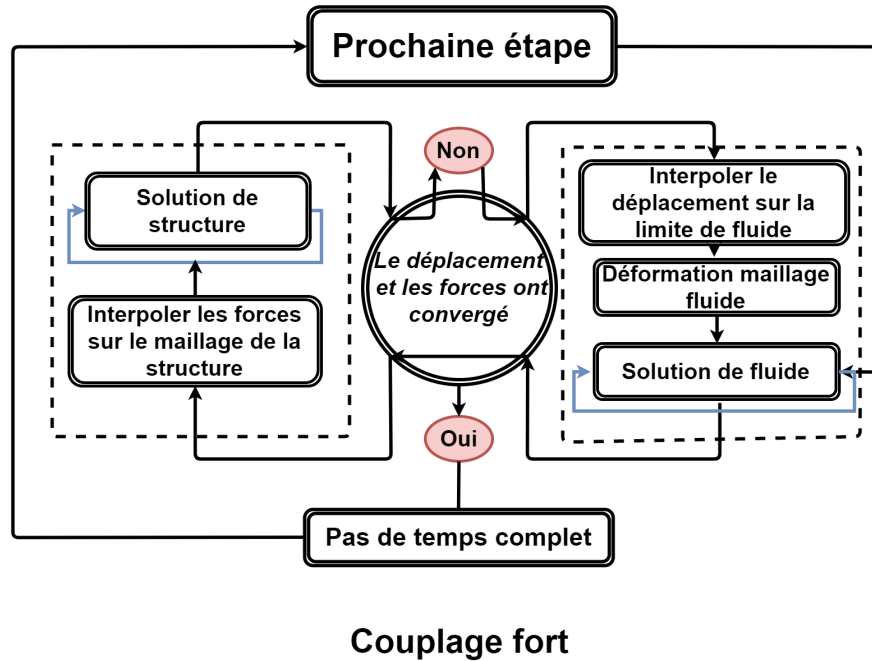 Prochaine étape
Non
Solution de
structure
Interpoler les forces
sur le maillage de la
structure
Le déplacement
et les forces ont
convergé
Interpoler le
déplacement sur la
limite de fluide
Déformation maillage
fluide
Solution de fluide
Oui
Pas de temps complet
Couplage fort